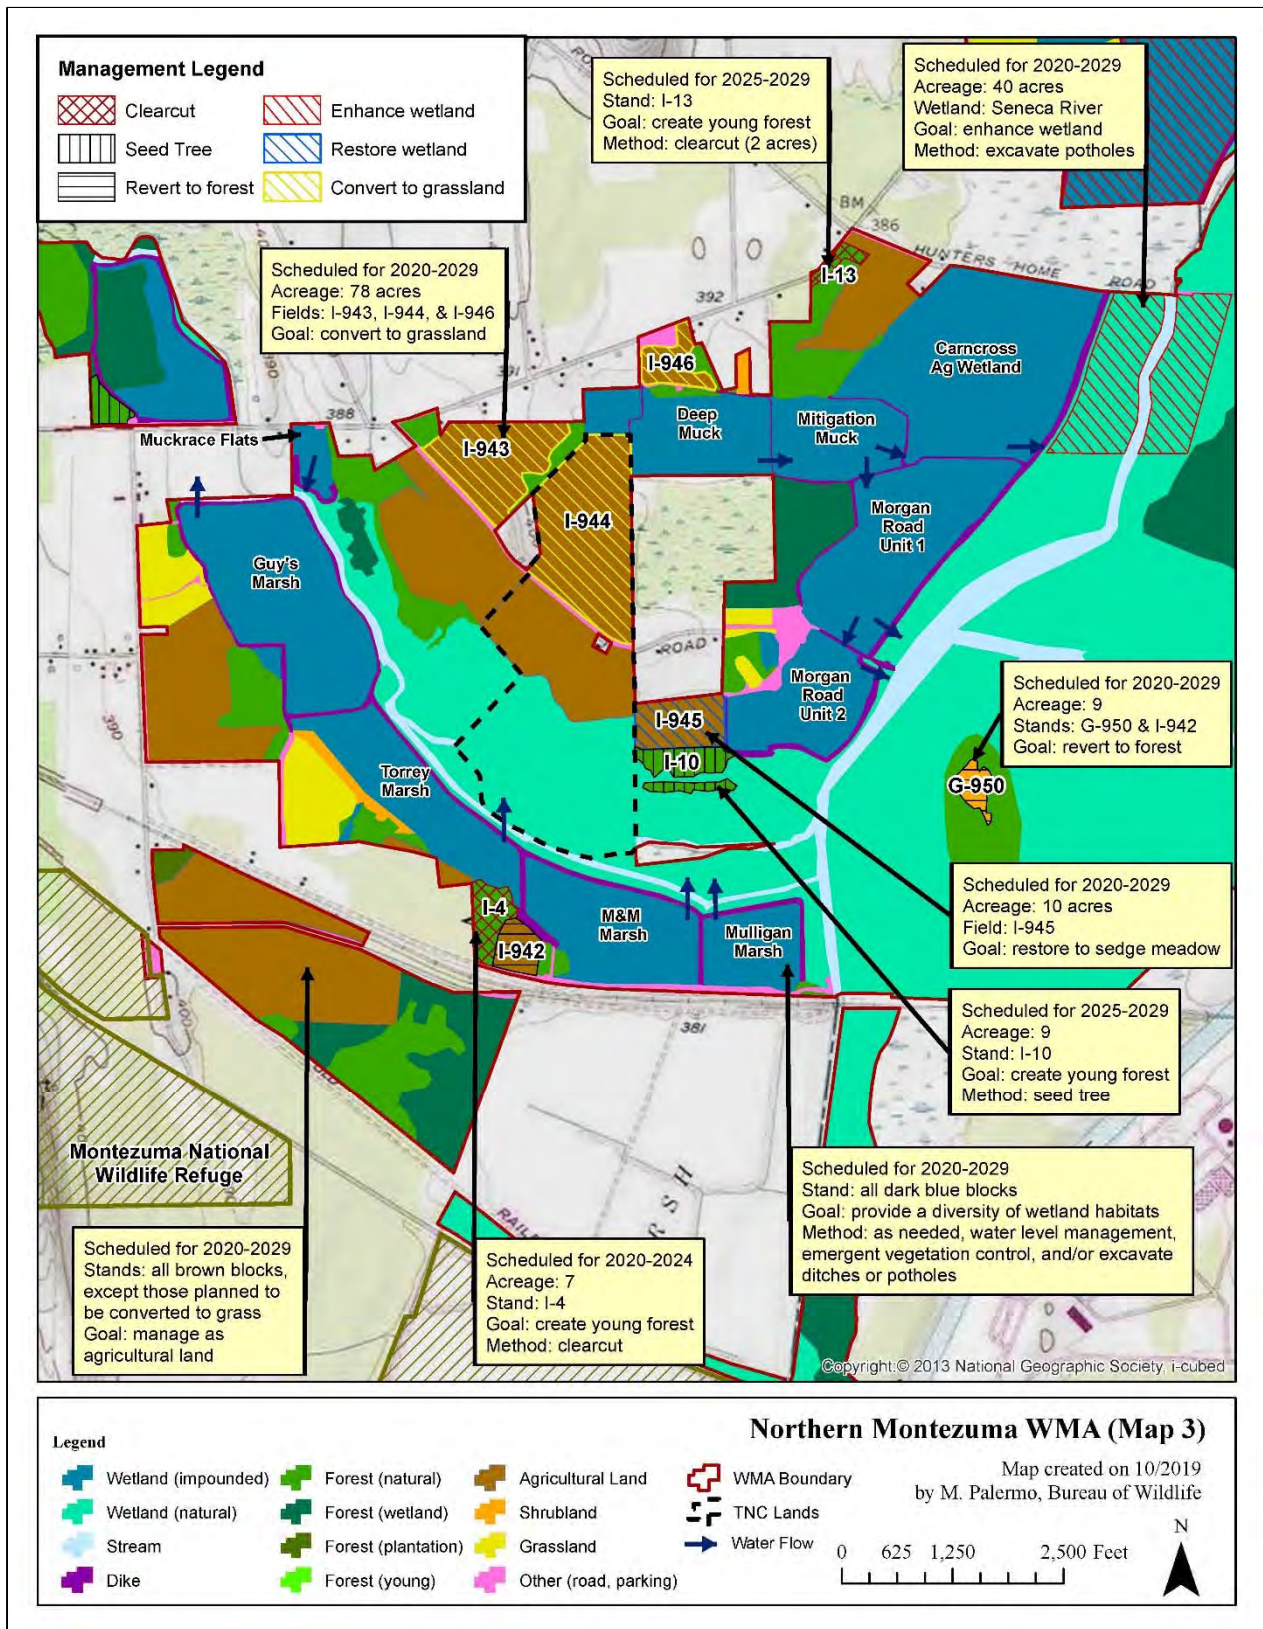 Management Legend
Clearcut
Enhance wetland
Seed Tree
Restore wetland
Revert to forest
Convert to grassland
Scheduled for 2025-2029
Stand: I-13
Goal: create young forest
Method: clearcut (2 acres)
Scheduled for 2020-2029
Acreage: 40 acres
Wetland: Seneca River
Goal: enhance wetland
Method: excavate potholes
BM
386
HUNTERS HOME
ROAD
Scheduled for 2020-2029
Acreage: 78 acres
Fields: I-943, I-944, & I-946
Goal: convert to grassland
I-13
392
390
391
388
I-946
Carncross
Ag Wetland
Deep
Muck
Mitigation
Muck
Muckrace Flats
I-943
I-944
Morgan
Road
Unit 1
Guy's
Marsh
ROAD
Morgan
Road
Unit 2
Scheduled for 2020-2029
Acreage: 9
Stands: G-950 & I-942
Goal: revert to forest
390
I-945
I-10
Torrey
Marsh
G-950
Scheduled for 2020-2029
Acreage: 10 acres
Field: I-945
Goal: restore to sedge meadow
I-4
I-942
M&M
Marsh
Mulligan
Marsh
400
381
Scheduled for 2025-2029
Acreage: 9
Stand: I-10
Goal: create young forest
Method: seed tree
Montezuma National
Wildlife Refuge
RSH
Scheduled for 2020-2029
Stand: all dark blue blocks
Goal: provide a diversity of wetland habitats
Method: as needed, water level management,
emergent vegetation control, and/or excavate
ditches or potholes
Scheduled for 2020-2029
Stands: all brown blocks,
except those planned to
be converted to grass
Goal: manage as
agricultural land
Scheduled for 2020-2024
Acreage: 7
Stand: I-4
Goal: create young forest
Method: clearcut
Copyright:© 2013 National Geographic Society, i-cubed
Northern Montezuma WMA (Map 3)
Legend
Wetland (impounded)
Forest (natural)
Agricultural Land
WMA Boundary
Map created on 10/2019
by M. Palermo, Bureau of Wildlife
Wetland (natural)
Forest (wetland)
Shrubland
TNC Lands
Stream
Forest (plantation)
Grassland
Water Flow
Dike
Forest (young)
Other (road, parking)
0 625 1,250 2,500 Feet
N